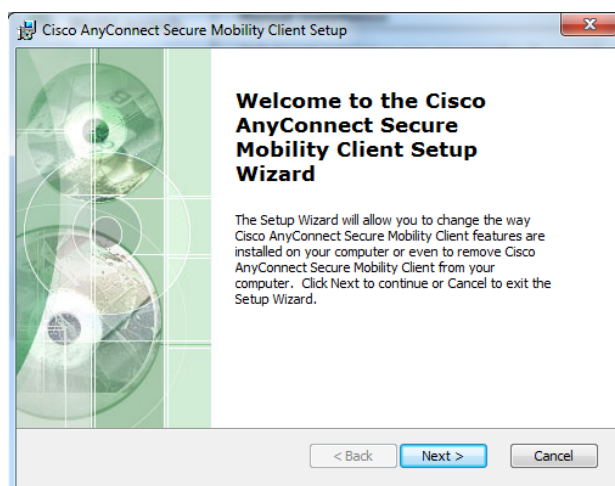 Cisco AnyConnect Secure Mobility Client Setup
Welcome to the Cisco
AnyConnect Secure
Mobility Client Setup
Wizard
The Setup Wizard will allow you to change the way
Cisco AnyConnect Secure Mobility Client features are
installed on your computer or even to remove Cisco
AnyConnect Secure Mobility Client from your
computer.  Click Next to continue or Cancel to exit the
Setup Wizard.
< Back Next > Cancel